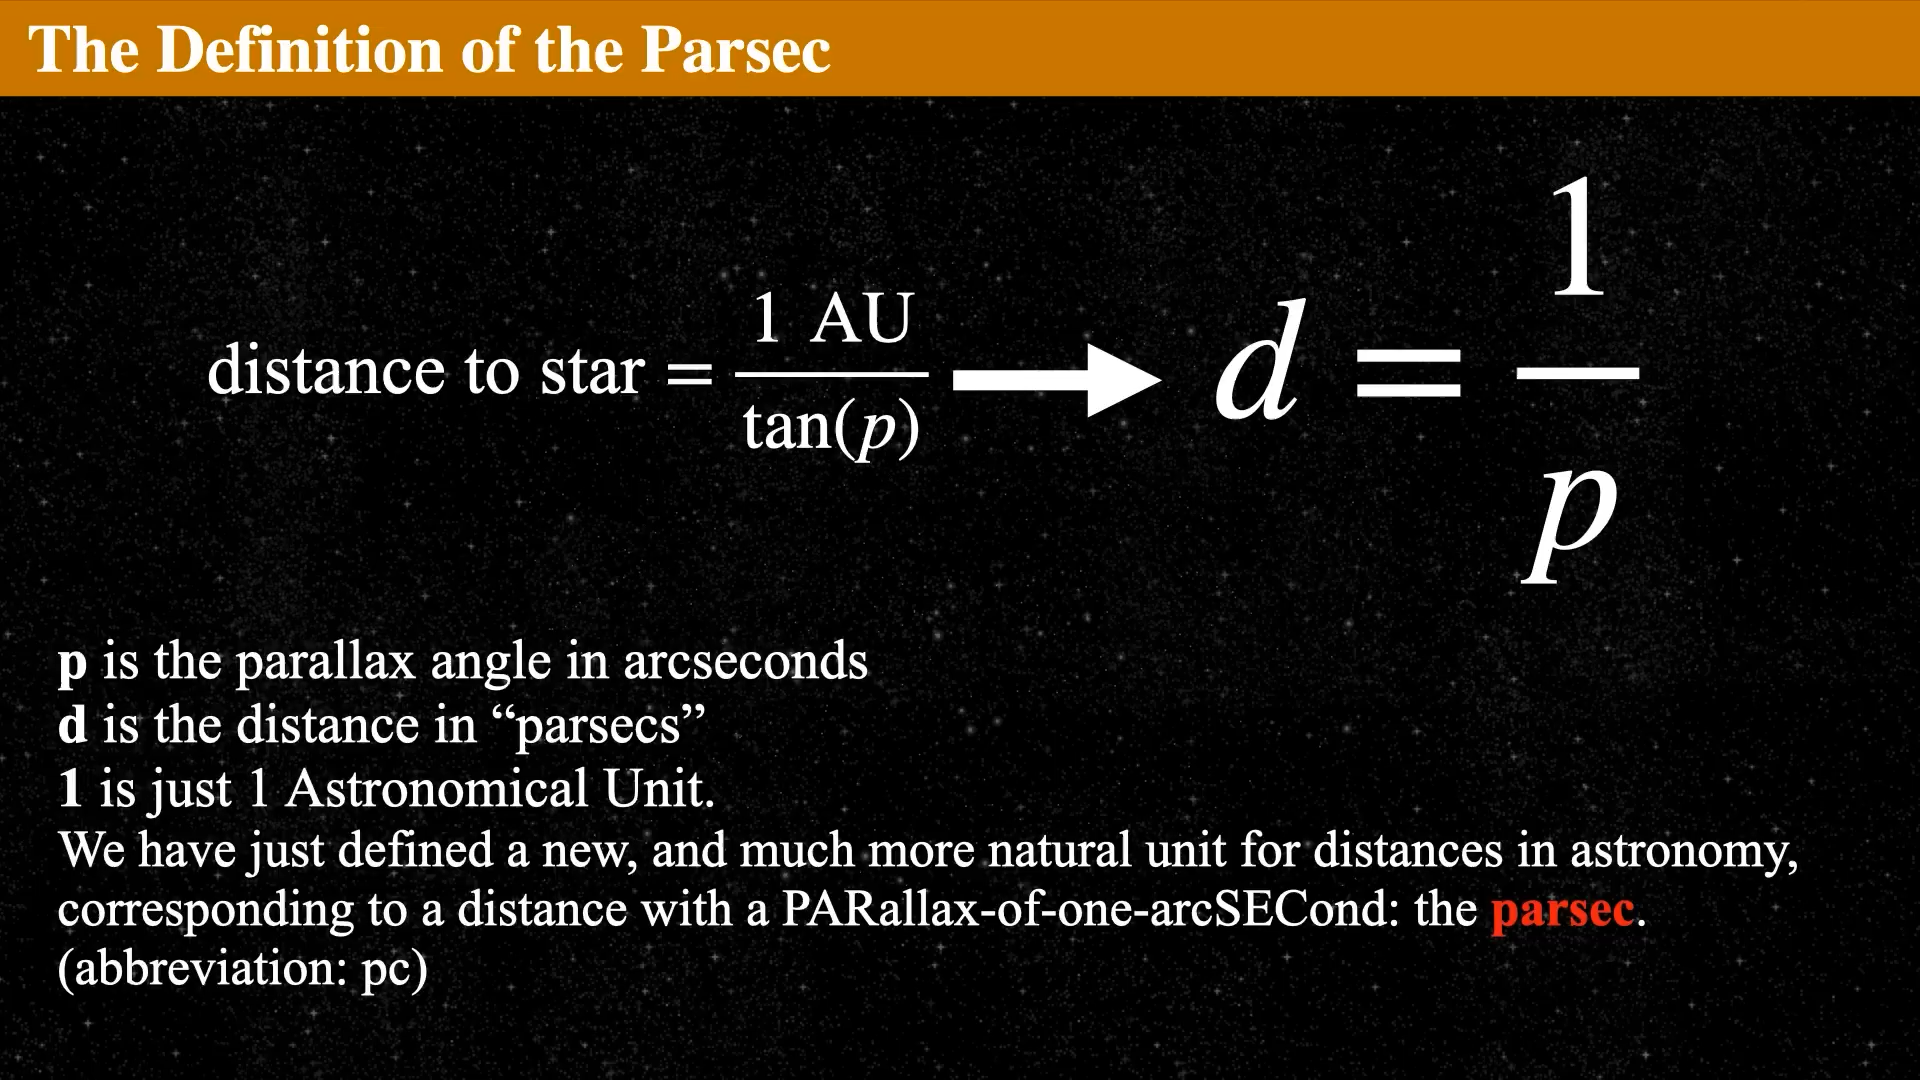 The Definition of the Parsec
distance to star = 1 AU / tan(p) → d = 1 / p
p is the parallax angle in arcseconds
d is the distance in “parsecs”
1 is just 1 Astronomical Unit.
We have just defined a new, and much more natural unit for distances in astronomy,
corresponding to a distance with a PARallax-of-one-arcSECond: the parsec.
(abbreviation: pc)